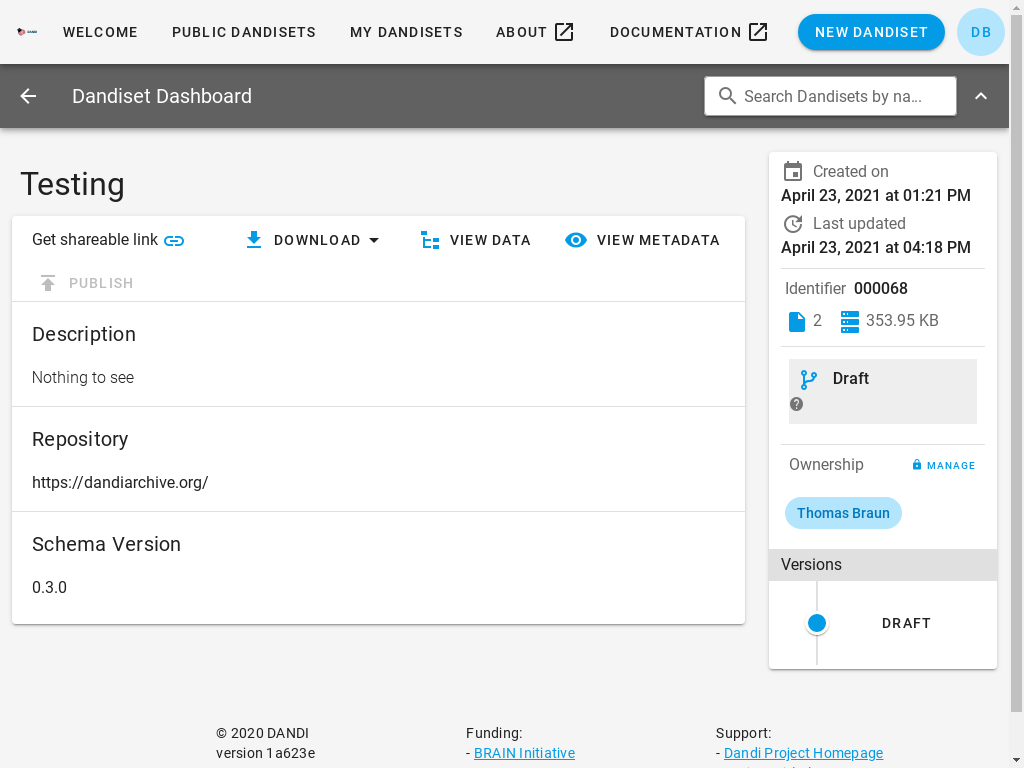 WELCOME PUBLIC DANDISETS MY DANDISETS ABOUT DOCUMENTATION NEW DANDISET DB
Dandiset Dashboard Search Dandisets by na...
Testing
Get shareable link DOWNLOAD VIEW DATA VIEW METADATA
PUBLISH
Description
Nothing to see
Repository
https://dandiarchive.org/
Schema Version
0.3.0
Created on
April 23, 2021 at 01:21 PM
Last updated
April 23, 2021 at 04:18 PM
Identifier 000068
2 353.95 KB
Draft
Ownership MANAGE
Thomas Braun
Versions
DRAFT
© 2020 DANDI
version 1a623e
Funding:
- BRAIN Initiative
Support:
- Dandi Project Homepage